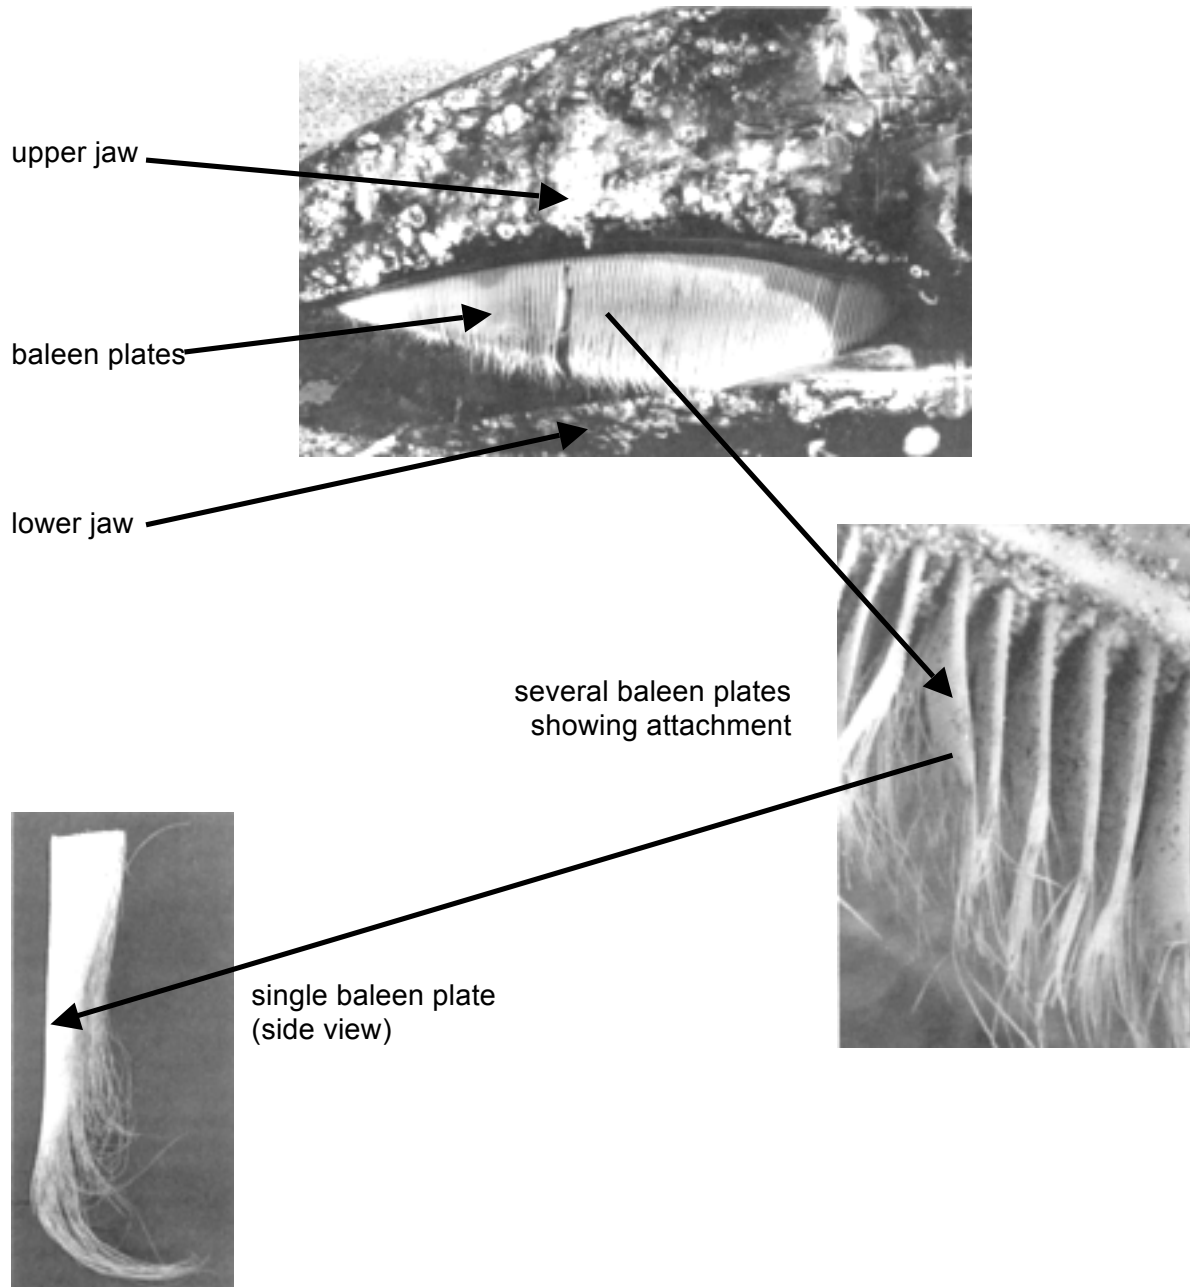 upper jaw
baleen plates
lower jaw
several baleen plates
showing attachment
single baleen plate
(side view)